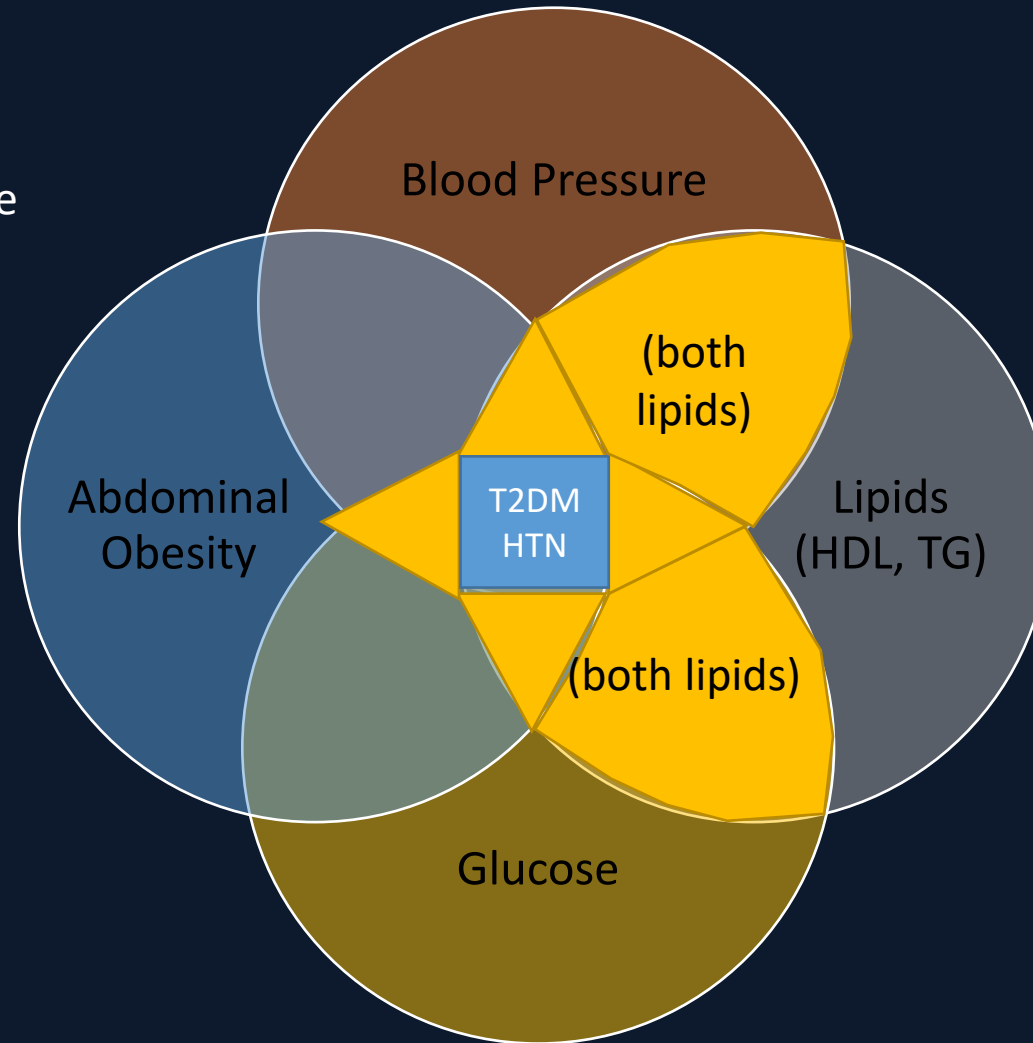 e
Blood Pressure
(both
lipids)
Abdominal
Obesity
T2DM
HTN
Lipids
(HDL, TG)
(both lipids)
Glucose